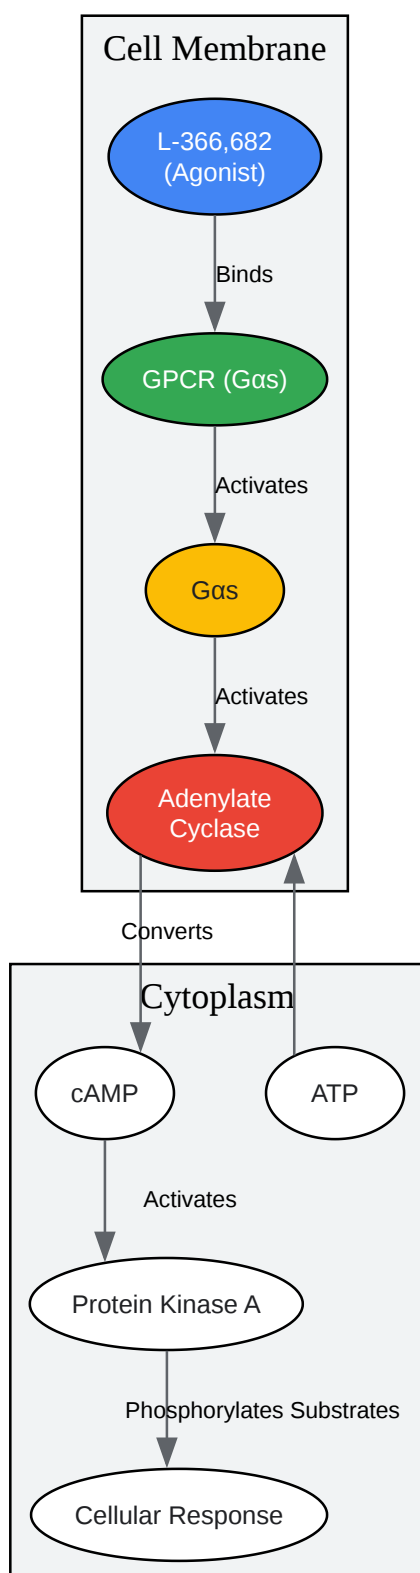 Cell Membrane
L-366,682
(Agonist)
Binds
GPCR (Gαs)
Activates
Gαs
Activates
Adenylate
Cyclase
Converts
Cytoplasm
cAMP
ATP
Activates
Protein Kinase A
Phosphorylates Substrates
Cellular Response